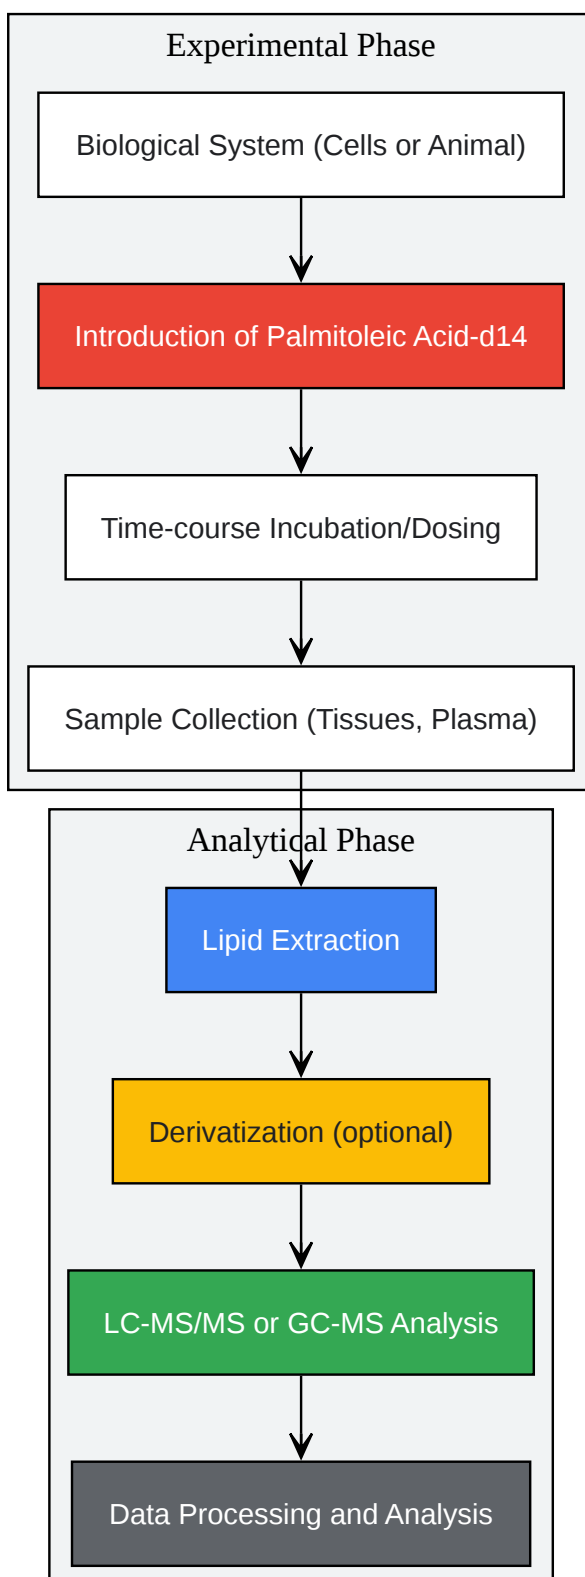 Experimental Phase
Biological System (Cells or Animal)
Introduction of Palmitoleic Acid-d14
Time-course Incubation/Dosing
Sample Collection (Tissues, Plasma)
Analytical Phase
Lipid Extraction
Derivatization (optional)
LC-MS/MS or GC-MS Analysis
Data Processing and Analysis